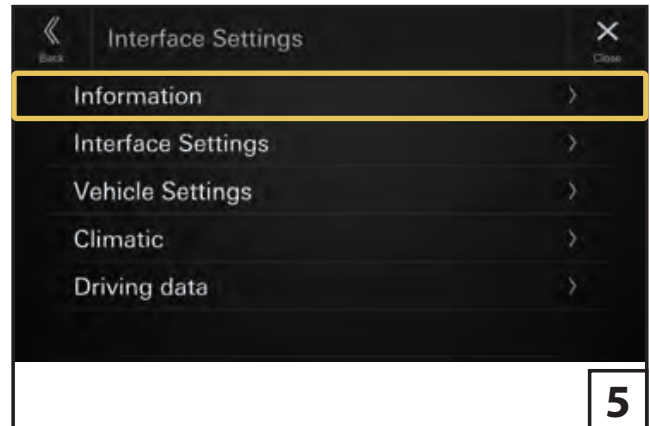 Interface Settings
Back
Close
Information
Interface Settings
Vehicle Settings
Climatic
Driving data
5